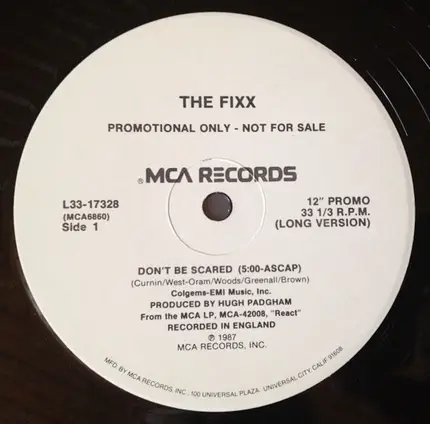 THE FIXX
PROMOTIONAL ONLY - NOT FOR SALE
®MCA RECORDS
L33-17328
(MCA6860)
Side 1
12" PROMO
33 1/3 R.P.M.
(LONG VERSION)
DON'T BE SCARED (5:00-ASCAP)
(Curnin/West-Oram/Woods/Greenall/Brown)
Colgems-EMI Music, Inc.
PRODUCED BY HUGH PADGHAM
From the MCA LP, MCA-42008, "React"
RECORDED IN ENGLAND
℗ 1987
MCA RECORDS, INC.
MFD. BY MCA RECORDS, INC., 100 UNIVERSAL PLAZA, UNIVERSAL CITY, CALIF. 91608